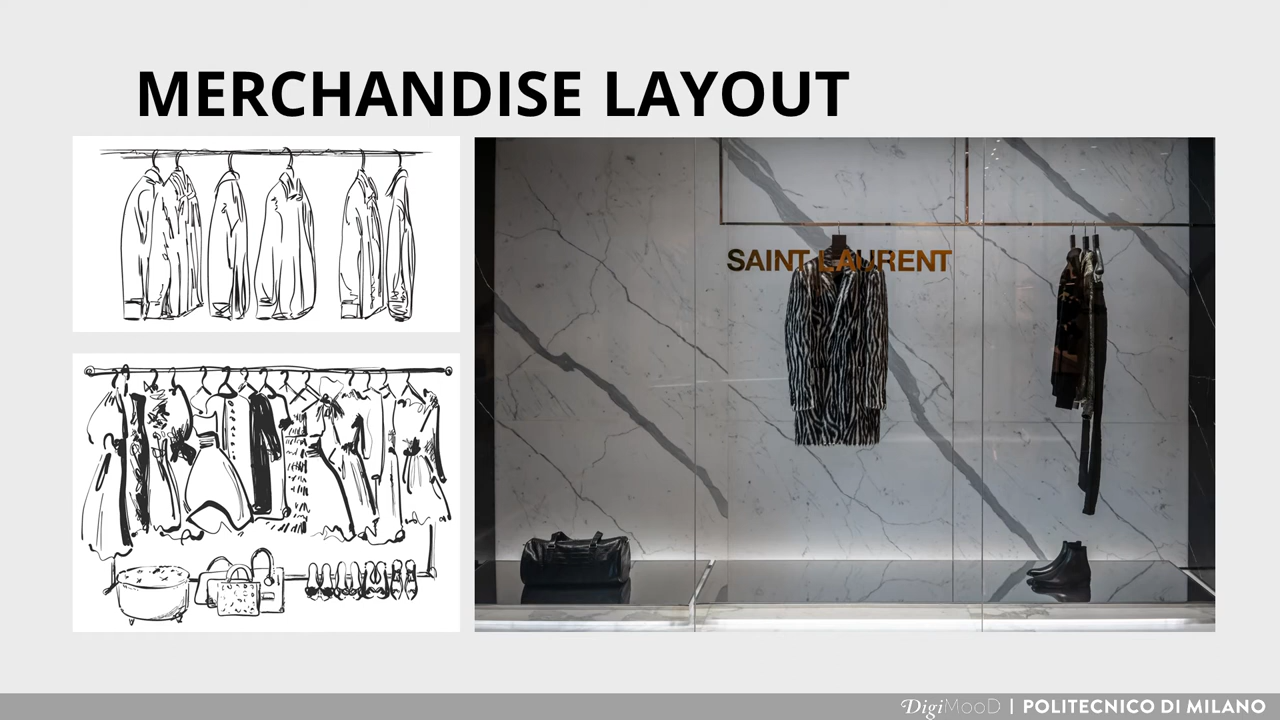 MERCHANDISE LAYOUT
SAINT LAURENT
DigiMooD | POLITECNICO DI MILANO